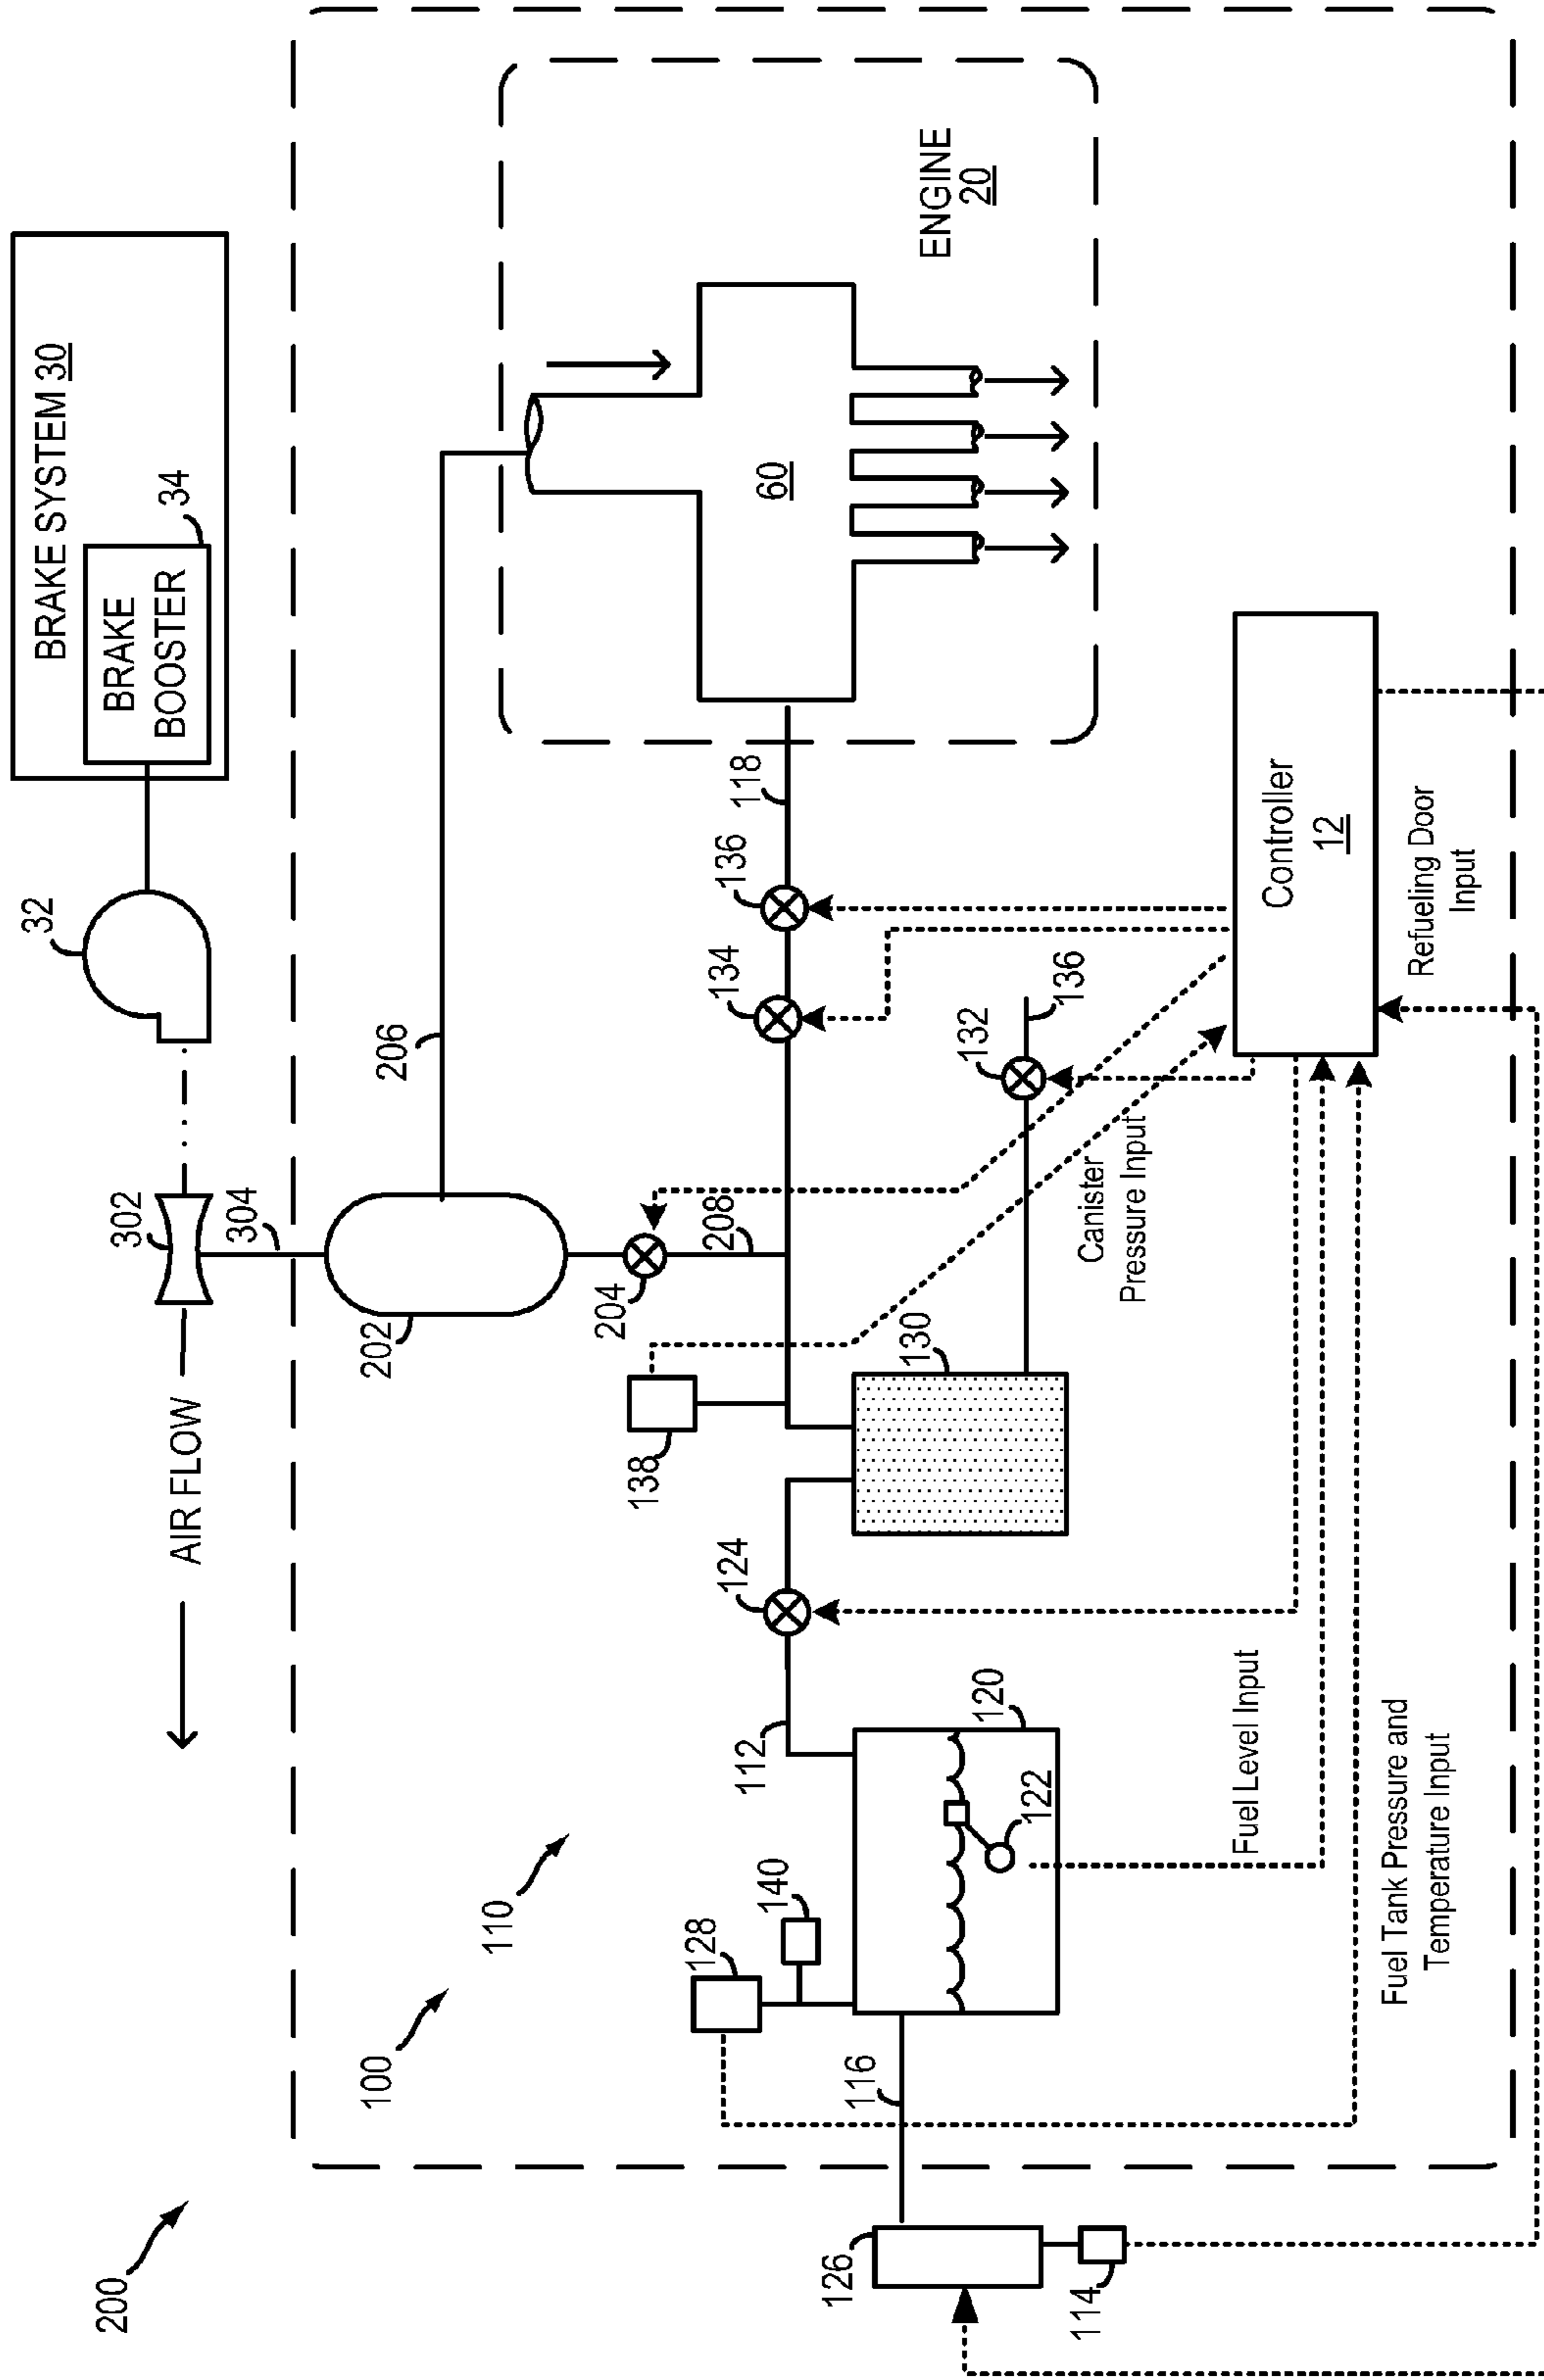 200
100
110
AIR FLOW
302
304
32
BRAKE SYSTEM 30
BRAKE
BOOSTER
34
202
206
204
208
138
134
136
118
60
ENGINE
20
126
114
116
128
140
112
124
120
122
130
132
136
Canister
Pressure Input
Controller
12
Fuel Level Input
Fuel Tank Pressure and
Temperature Input
Refueling Door
Input